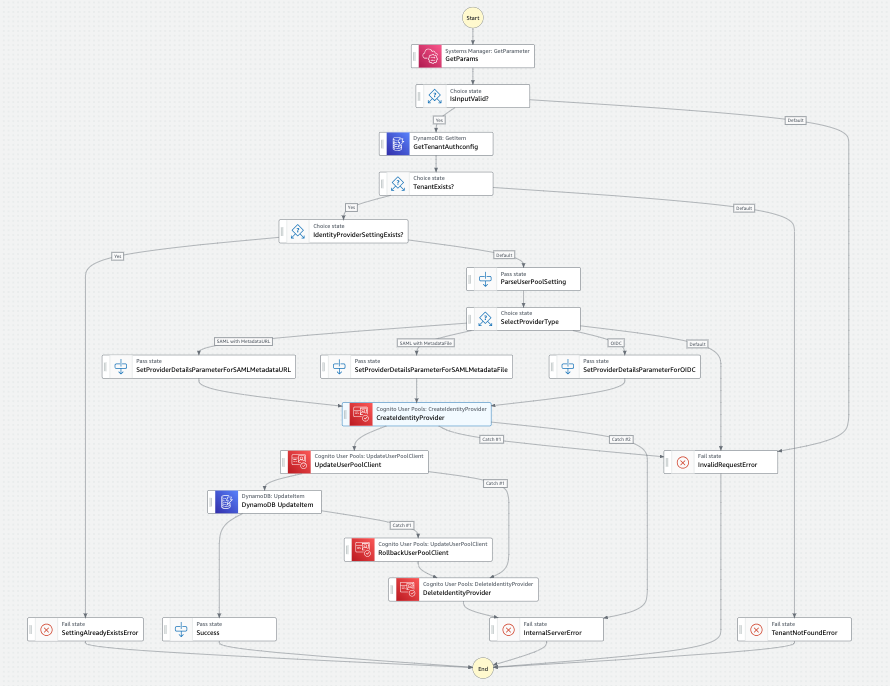 Start
Systems Manager: GetParameter
GetParams
Choice state
IsInputValid?
Default
Yes
DynamoDB: GetItem
GetTenantAuthconfig
Choice state
TenantExists?
Yes
Default
Choice state
IdentityProviderSettingExists?
Yes
Default
Pass state
ParseUserPoolSetting
Choice state
SelectProviderType
SAML with MetadataURL
SAML with MetadataFile
OIDC
Default
Pass state
SetProviderDetailsParameterForSAMLMetadataURL
Pass state
SetProviderDetailsParameterForSAMLMetadataFile
Pass state
SetProviderDetailsParameterForOIDC
Cognito User Pools: CreateIdentityProvider
CreateIdentityProvider
Catch #1
Catch #2
Cognito User Pools: UpdateUserPoolClient
UpdateUserPoolClient
Fail state
InvalidRequestError
Catch #1
DynamoDB: UpdateItem
DynamoDB UpdateItem
Catch #1
Cognito User Pools: UpdateUserPoolClient
RollbackUserPoolClient
Cognito User Pools: DeleteIdentityProvider
DeleteIdentityProvider
Fail state
SettingAlreadyExistsError
Pass state
Success
Fail state
InternalServerError
Fail state
TenantNotFoundError
End